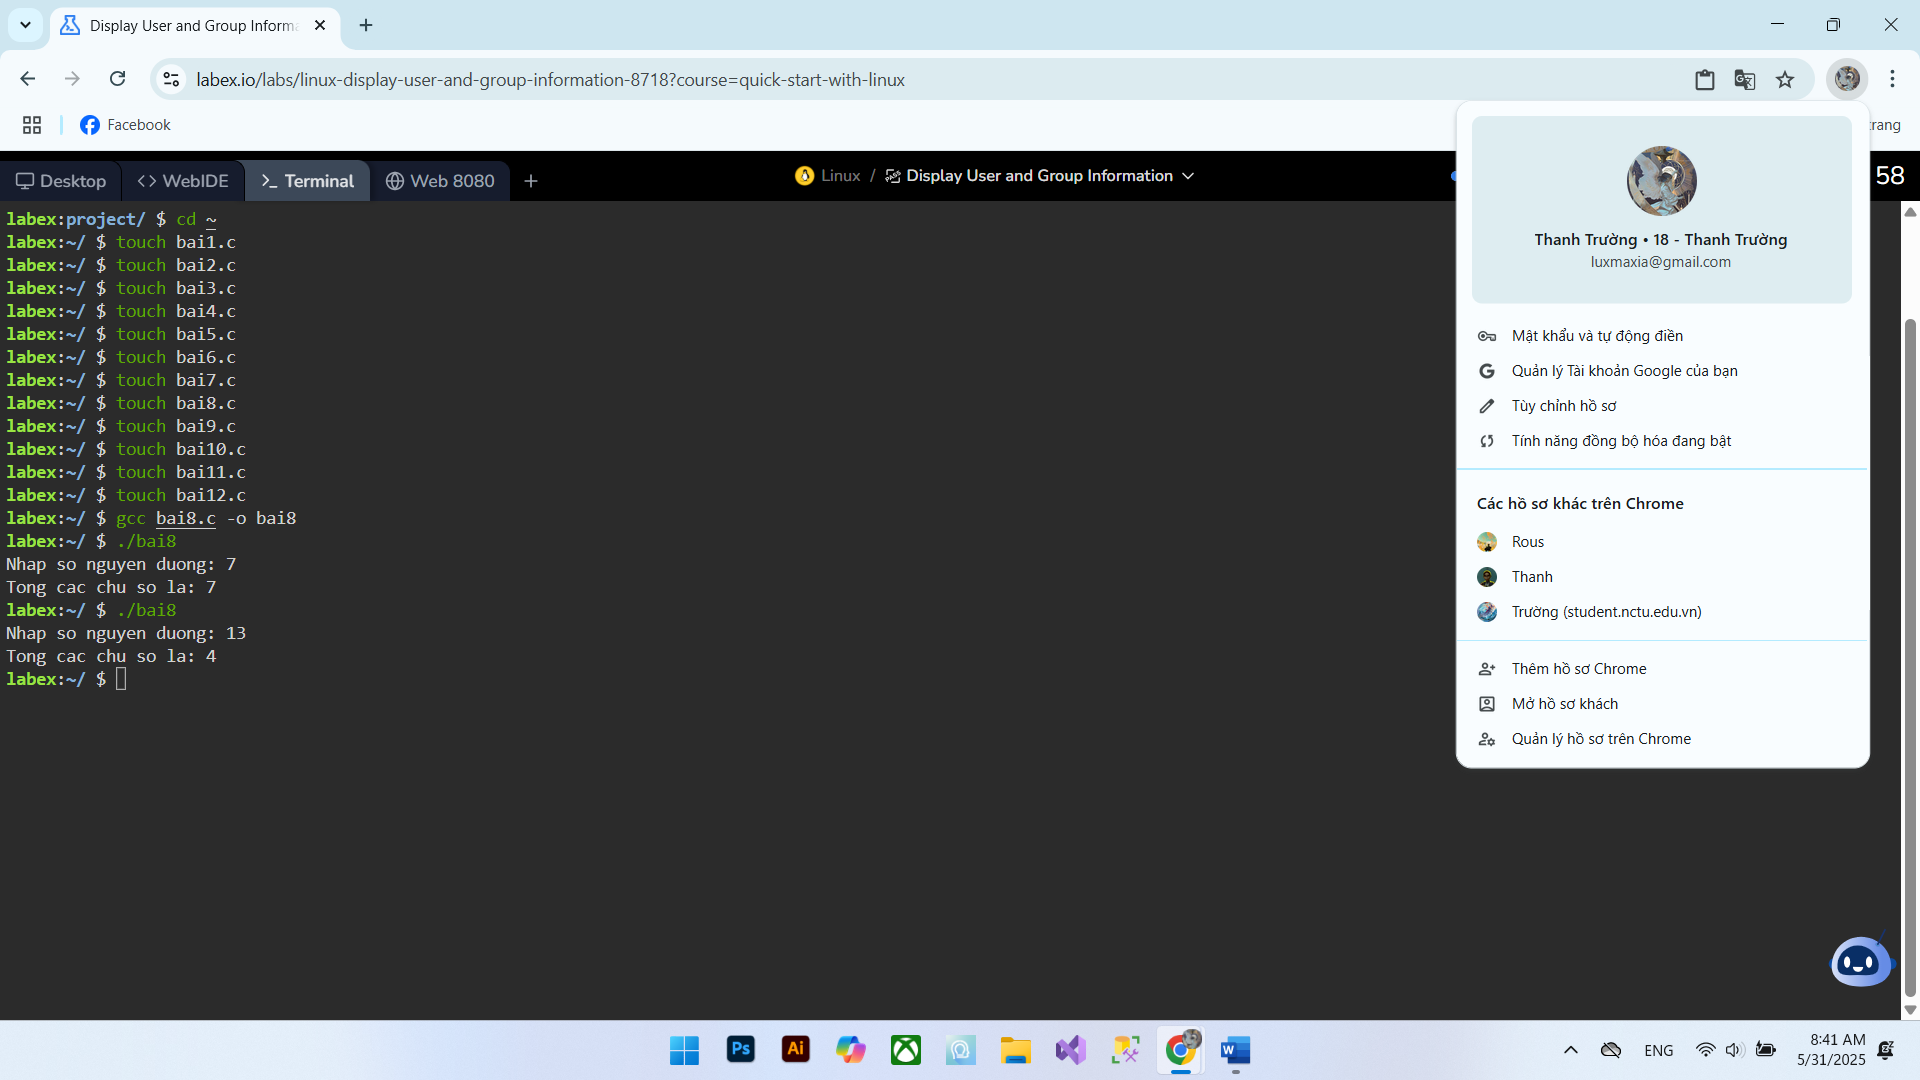 Display User and Group Informa
labex.io/labs/linux-display-user-and-group-information-8718?course=quick-start-with-linux
Facebook
trang
Desktop
WebIDE
Terminal
Web 8080
Linux / Display User and Group Information
58
labex:project/ $ cd ~
labex:~/ $ touch bai1.c
labex:~/ $ touch bai2.c
labex:~/ $ touch bai3.c
labex:~/ $ touch bai4.c
labex:~/ $ touch bai5.c
labex:~/ $ touch bai6.c
labex:~/ $ touch bai7.c
labex:~/ $ touch bai8.c
labex:~/ $ touch bai9.c
labex:~/ $ touch bai10.c
labex:~/ $ touch bai11.c
labex:~/ $ touch bai12.c
labex:~/ $ gcc bai8.c -o bai8
labex:~/ $ ./bai8
Nhap so nguyen duong: 7
Tong cac chu so la: 7
labex:~/ $ ./bai8
Nhap so nguyen duong: 13
Tong cac chu so la: 4
labex:~/ $
Thanh Trường • 18 - Thanh Trường
luxmaxia@gmail.com
Mật khẩu và tự động điền
Quản lý Tài khoản Google của bạn
Tùy chỉnh hồ sơ
Tính năng đồng bộ hóa đang bật
Các hồ sơ khác trên Chrome
Rous
Thanh
Trường (student.nctu.edu.vn)
Thêm hồ sơ Chrome
Mở hồ sơ khách
Quản lý hồ sơ trên Chrome
Ps
Ai
W
ENG
8:41 AM
5/31/2025